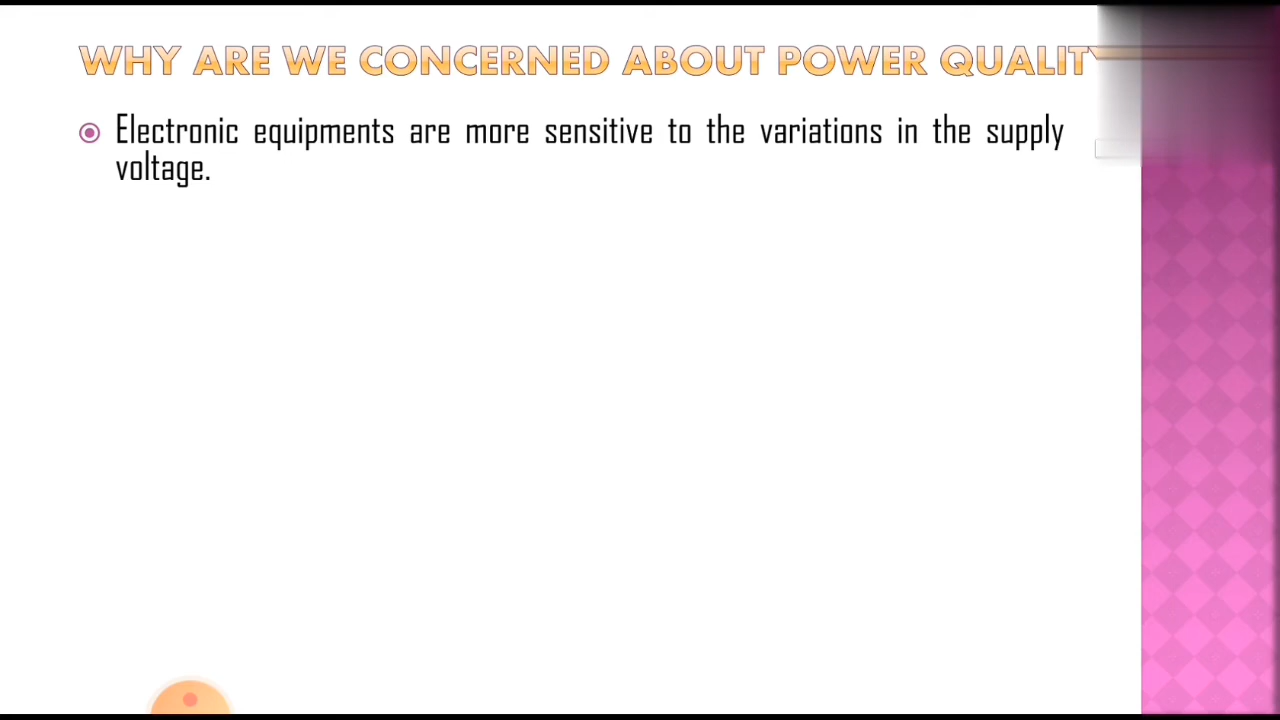 WHY ARE WE CONCERNED ABOUT POWER QUALIT
Electronic equipments are more sensitive to the variations in the supply
voltage.